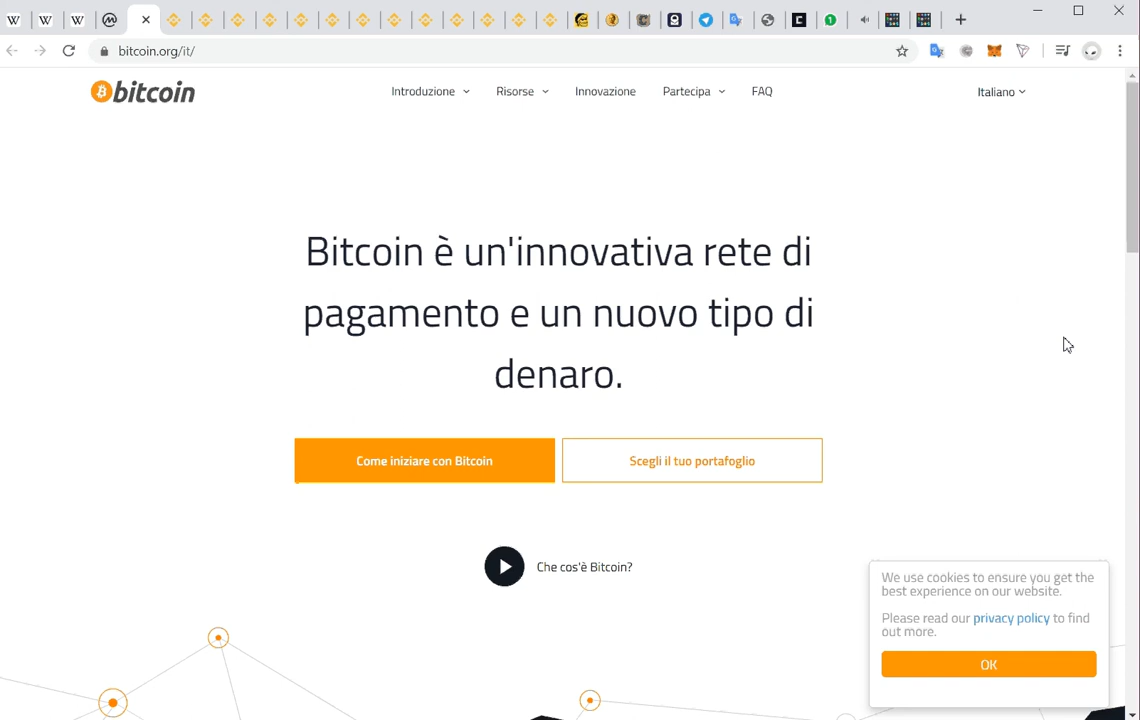 bitcoin.org/it/
bitcoin
Introduzione
Risorse
Innovazione
Partecipa
FAQ
Italiano
Bitcoin è un'innovativa rete di
pagamento e un nuovo tipo di
denaro.
Come iniziare con Bitcoin
Scegli il tuo portafoglio
Che cos'è Bitcoin?
We use cookies to ensure you get the
best experience on our website.
Please read our privacy policy to find
out more.
OK